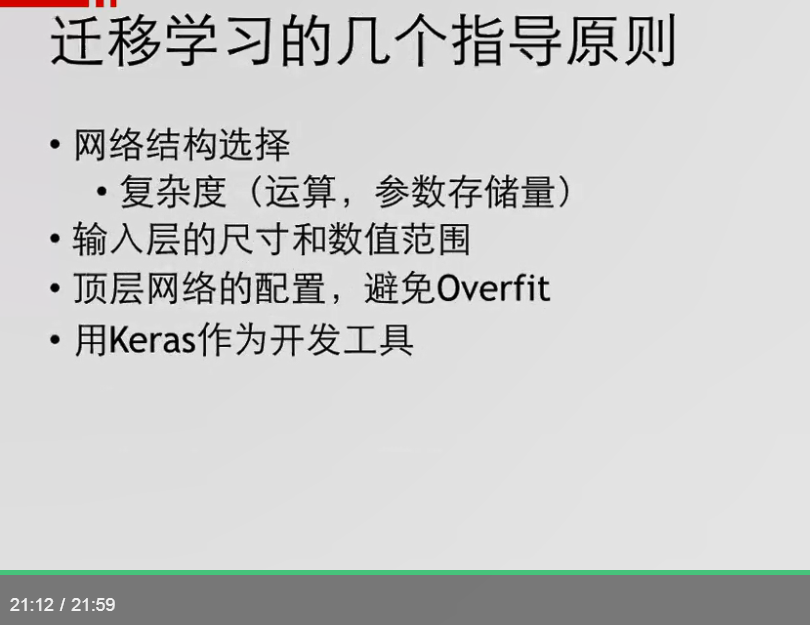 迁移学习的几个指导原则
• 网络结构选择
• 复杂度（运算，参数存储量）
• 输入层的尺寸和数值范围
• 顶层网络的配置，避免Overfit
• 用Keras作为开发工具
21:12 / 21:59